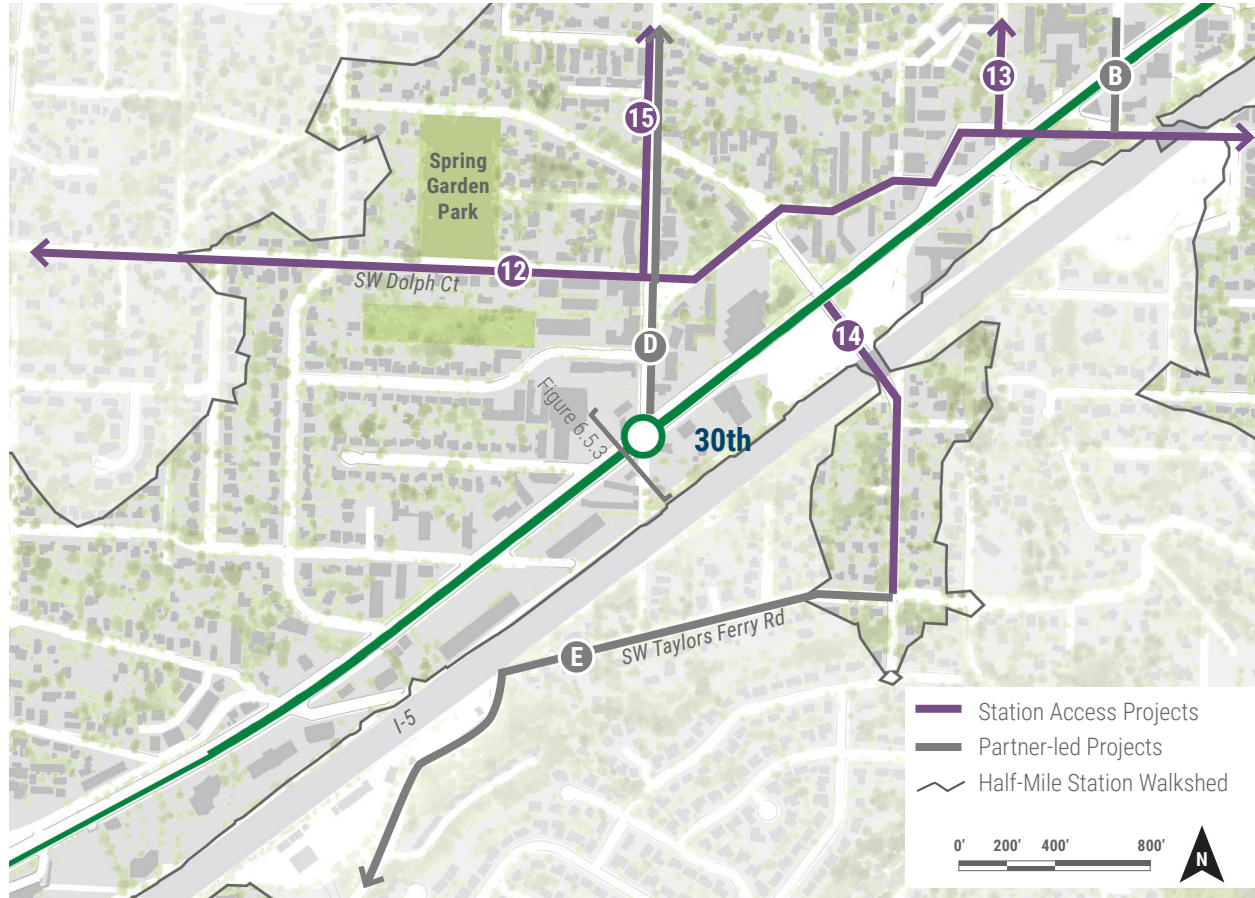 13
B
15
Spring
Garden
Park
12
SW Dolph Ct
D
14
Figure 6.5.3
30th
SW Taylors Ferry Rd
E
I-5
Station Access Projects
Partner-led Projects
Half-Mile Station Walkshed
0' 200' 400' 800'
N